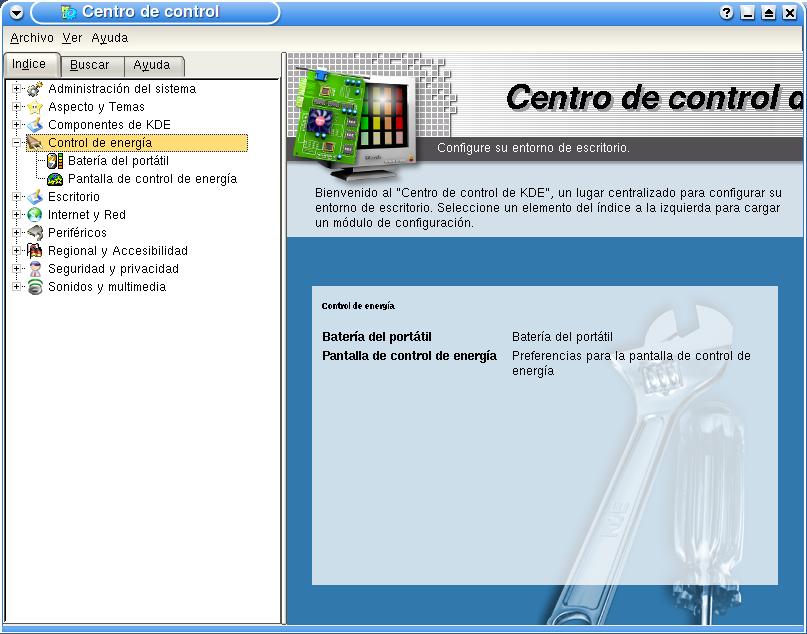 Centro de control
Archivo Ver Ayuda
Indice Buscar Ayuda
Administración del sistema
Aspecto y Temas
Componentes de KDE
Control de energía
Batería del portátil
Pantalla de control de energía
Escritorio
Internet y Red
Periféricos
Regional y Accesibilidad
Seguridad y privacidad
Sonidos y multimedia
Centro de control d
Configure su entorno de escritorio.
Bienvenido al "Centro de control de KDE", un lugar centralizado para configurar su
entorno de escritorio. Seleccione un elemento del índice a la izquierda para cargar
un módulo de configuración.
Control de energía
Batería del portátil Batería del portátil
Pantalla de control de energía Preferencias para la pantalla de control de
energía
KDE